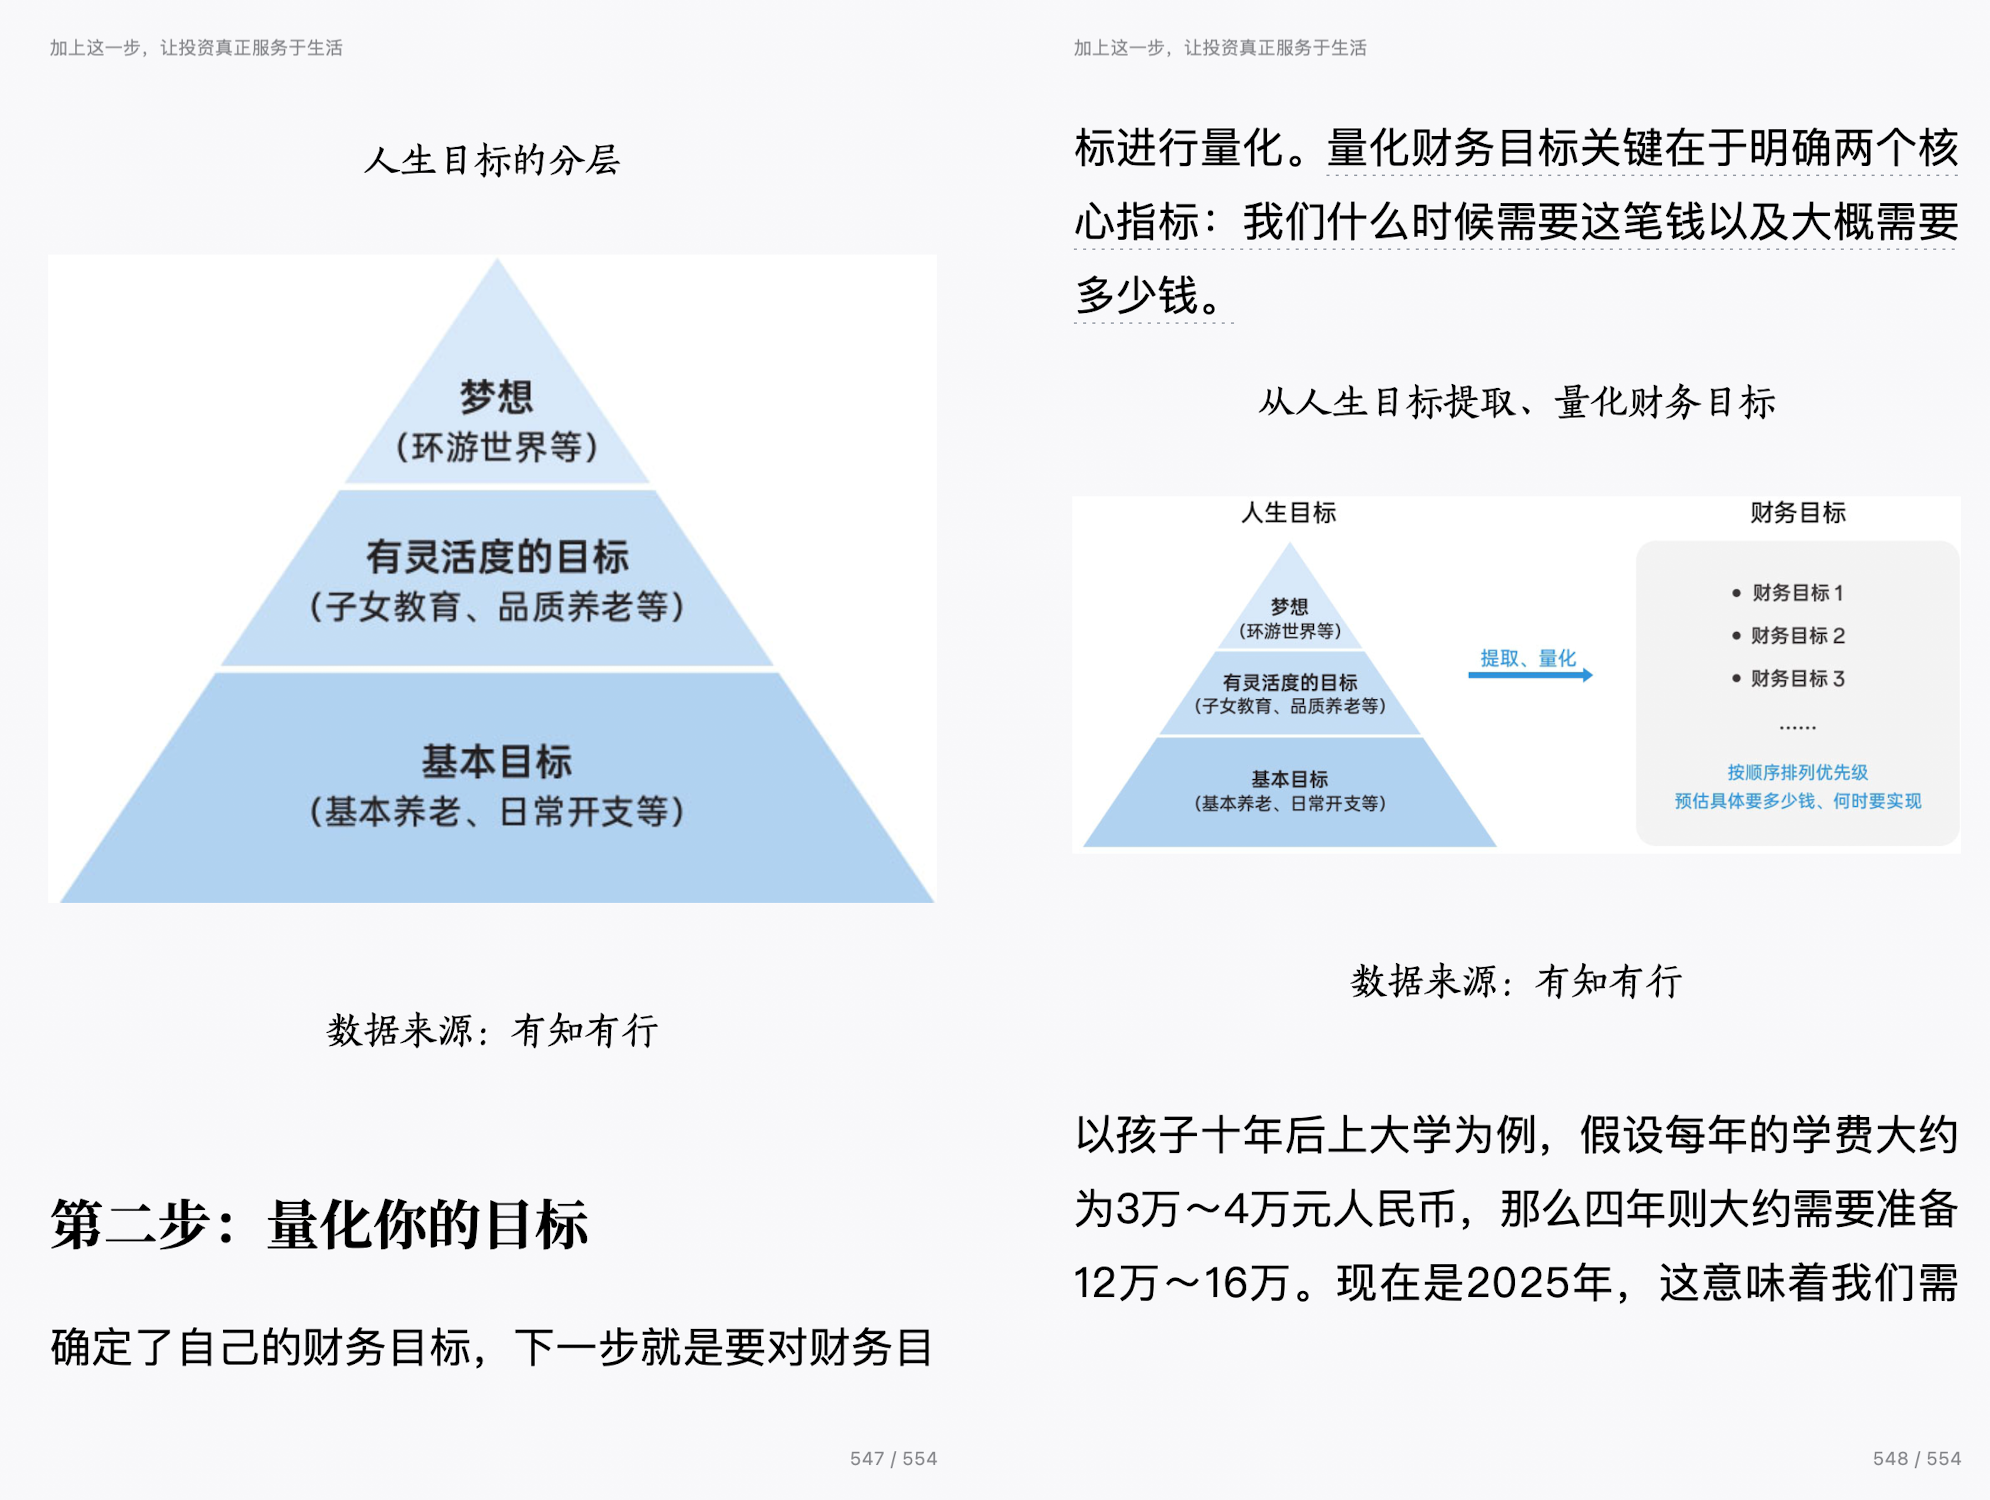 加上这一步，让投资真正服务于生活
人生目标的分层
梦想
（环游世界等）
有灵活度的目标
（子女教育、品质养老等）
基本目标
（基本养老、日常开支等）
数据来源：有知有行
第二步：量化你的目标
确定了自己的财务目标，下一步就是要对财务目
547 / 554
加上这一步，让投资真正服务于生活
标进行量化。量化财务目标关键在于明确两个核
心指标：我们什么时候需要这笔钱以及大概需要
多少钱。
从人生目标提取、量化财务目标
人生目标
梦想
（环游世界等）
有灵活度的目标
（子女教育、品质养老等）
基本目标
（基本养老、日常开支等）
提取、量化
财务目标
• 财务目标 1
• 财务目标 2
• 财务目标 3
......
按顺序排列优先级
预估具体要多少钱、何时要实现
数据来源：有知有行
以孩子十年后上大学为例，假设每年的学费大约
为3万～4万元人民币，那么四年则大约需要准备
12万～16万。现在是2025年，这意味着我们需
548 / 554